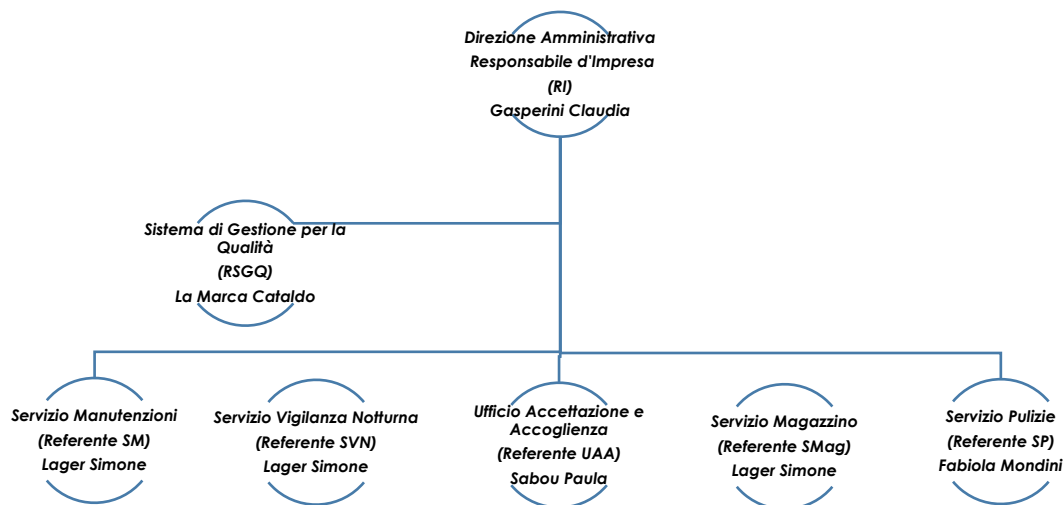 Direzione Amministrativa
Responsabile d'Impresa
(RI)
Gasperini Claudia
Sistema di Gestione per la
Qualità
(RSGQ)
La Marca Cataldo
Servizio Manutenzioni
(Referente SM)
Lager Simone
Servizio Vigilanza Notturna
(Referente SVN)
Lager Simone
Ufficio Accettazione e
Accoglienza
(Referente UAA)
Sabou Paula
Servizio Magazzino
(Referente SMag)
Lager Simone
Servizio Pulizie
(Referente SP)
Fabiola Mondini